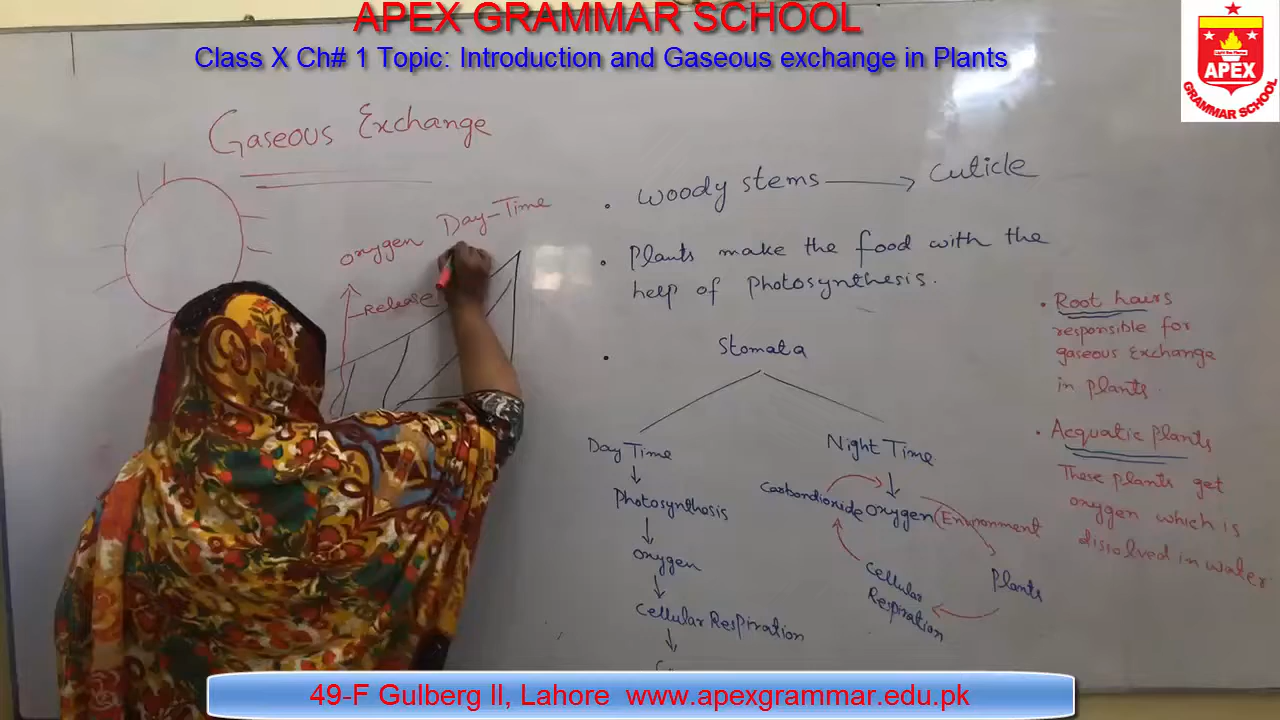 APEX GRAMMAR SCHOOL
Class X Ch# 1 Topic: Introduction and Gaseous exchange in Plants
Light the Flame
APEX
GRAMMAR SCHOOL
Gaseous Exchange
Day-Time
oxygen
Release
• Woody stems → Cuticle
• Plants make the food with the
help of Photosynthesis.
• Stomata
Day Time
Photosynthesis
oxygen
Cellular Respiration
Night Time
Carbondioxide
oxygen (Environment
Plants
Cellular
Respiration
• Root hairs
responsible for
gaseous Exchange
in plants.
• Acquatic plants
These plants get
oxygen which is
dissolved in water
49-F Gulberg II, Lahore www.apexgrammar.edu.pk